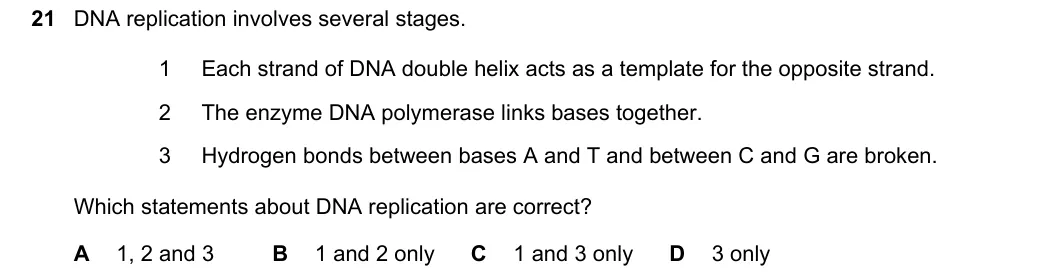 21 DNA replication involves several stages.
1 Each strand of DNA double helix acts as a template for the opposite strand.
2 The enzyme DNA polymerase links bases together.
3 Hydrogen bonds between bases A and T and between C and G are broken.
Which statements about DNA replication are correct?
A 1, 2 and 3 B 1 and 2 only C 1 and 3 only D 3 only